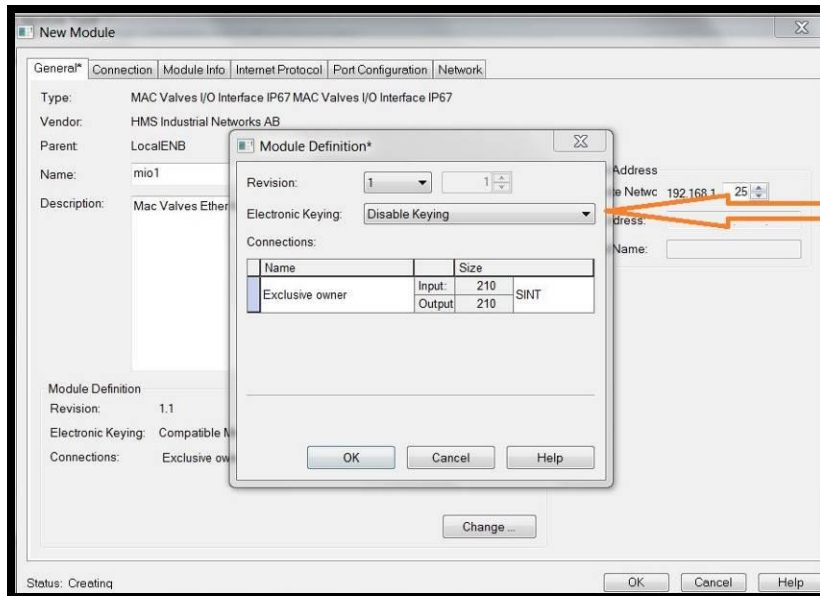 New Module
General* Connection Module Info Internet Protocol Port Configuration Network
Type: MAC Valves I/O Interface IP67 MAC Valves I/O Interface IP67
Vendor: HMS Industrial Networks AB
Parent: LocalENB
Name: mio1
Description: Mac Valves Ether
Address
192.168.1. 25
Name:
Module Definition
Revision: 1.1
Electronic Keying: Compatible
Connections: Exclusive
Change ...
Status: Creating
OK Cancel Help
Module Definition*
Revision: 1 1
Electronic Keying: Disable Keying
Connections:
Name Size
Exclusive owner Input: 210 SINT
Output 210
OK Cancel Help